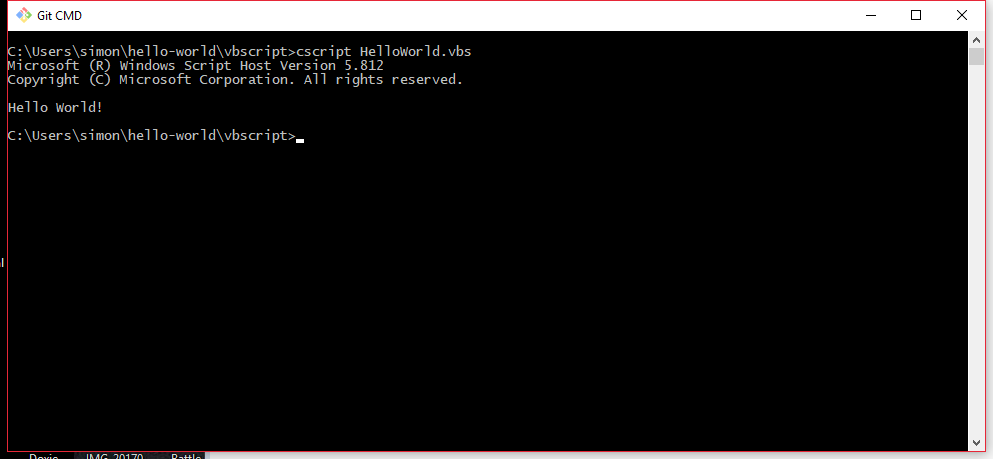 Git CMD
C:\Users\simon\hello-world\vbscript>cscript HelloWorld.vbs
Microsoft (R) Windows Script Host Version 5.812
Copyright (C) Microsoft Corporation. All rights reserved.
Hello World!
C:\Users\simon\hello-world\vbscript>
Doxie IMG_20170 Battle